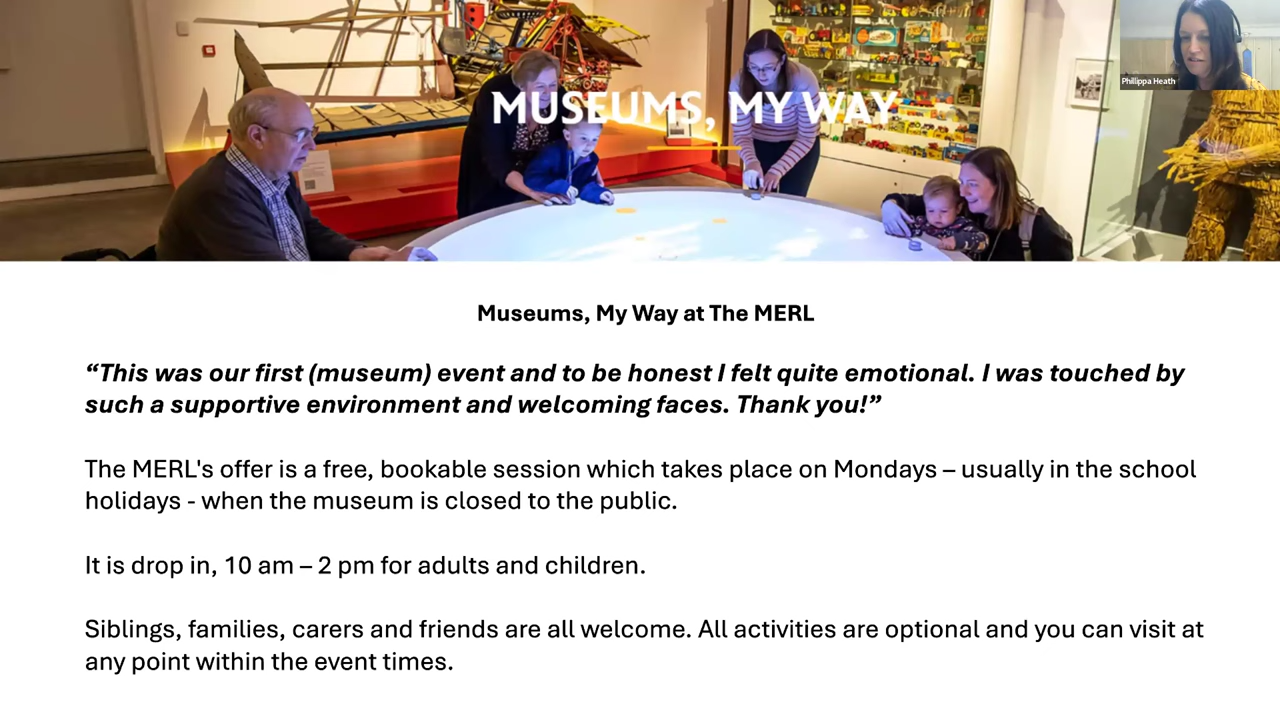 MUSEUMS, MY WAY
Philippa Heath
Museums, My Way at The MERL
“This was our first (museum) event and to be honest I felt quite emotional. I was touched by
such a supportive environment and welcoming faces. Thank you!”
The MERL's offer is a free, bookable session which takes place on Mondays – usually in the school
holidays - when the museum is closed to the public.
It is drop in, 10 am – 2 pm for adults and children.
Siblings, families, carers and friends are all welcome. All activities are optional and you can visit at
any point within the event times.